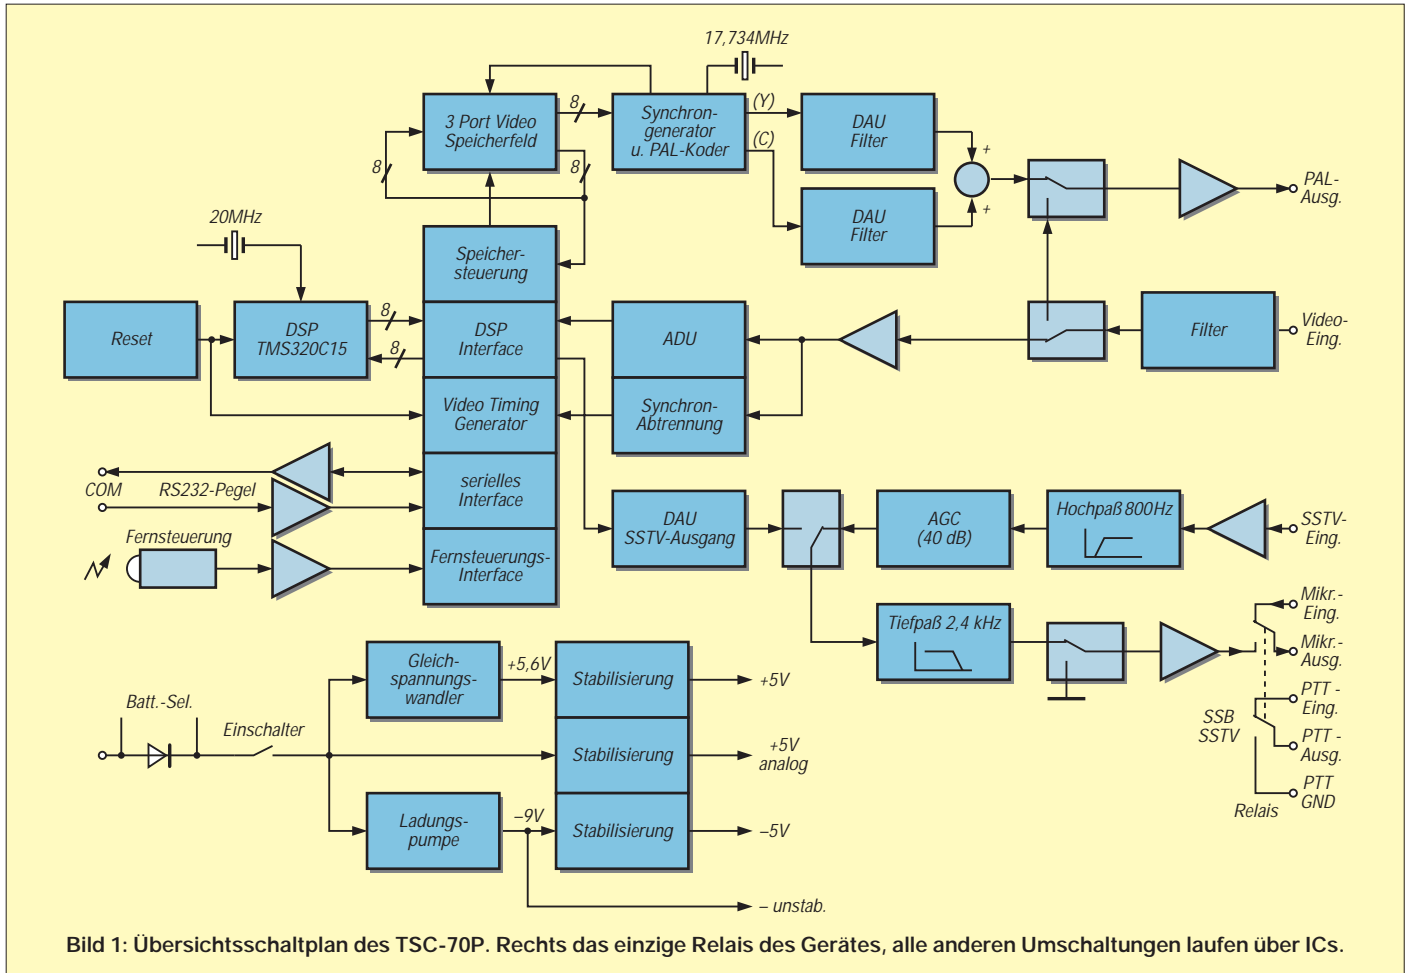 17,734MHz
3 Port Video
Speicherfeld
8
8
8
Synchron-
generator
u. PAL-Koder
(Y)
(C)
DAU
Filter
DAU
Filter
+
+
PAL-
Ausg.
20MHz
Speicher-
steuerung
Reset
DSP
TMS320C15
8
8
DSP
Interface
ADU
Filter
Video-
Eing.
Video Timing
Generator
Synchron-
Abtrennung
COM
RS232-Pegel
serielles
Interface
DAU
SSTV-Ausgang
AGC
(40 dB)
Hochpaß 800Hz
SSTV-
Eing.
Fernsteuerung
Fernsteuerungs-
Interface
Tiefpaß 2,4 kHz
Mikr.-
Eing.
Mikr.-
Ausg.
PTT -
Eing.
SSB
SSTV
PTT -
Ausg.
PTT
GND
Relais
Batt.-Sel.
Einschalter
Gleich-
spannungs-
wandler
+5,6V
Stabilisierung
+5V
Stabilisierung
+5V
analog
Ladungs-
pumpe
–9V
Stabilisierung
–5V
– unstab.
Bild 1: Übersichtsschaltplan des TSC-70P. Rechts das einzige Relais des Gerätes, alle anderen Umschaltungen laufen über ICs.